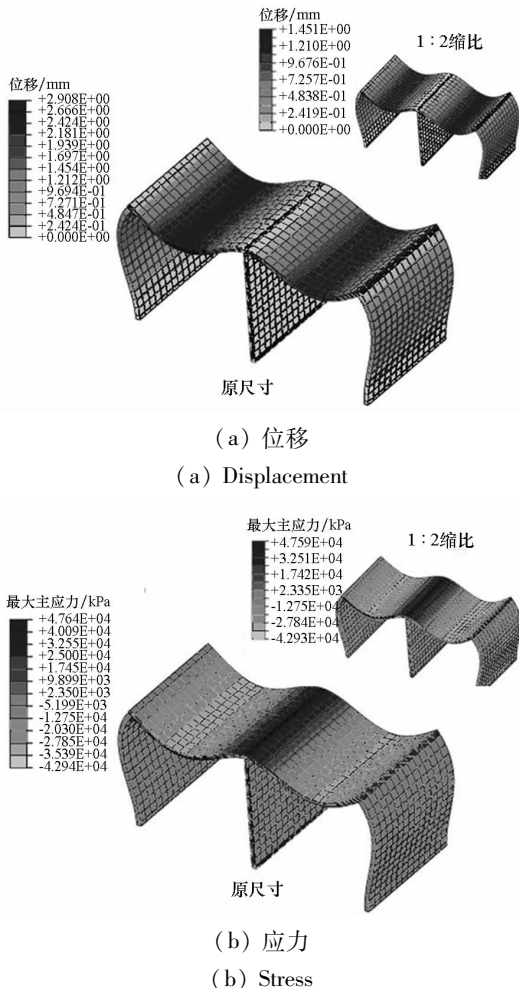 位移/mm
+1.451E+00
+1.210E+00
+9.676E-01
+7.257E-01
+4.838E-01
+2.419E-01
+0.000E+00
1∶2缩比
位移/mm
+2.908E+00
+2.666E+00
+2.424E+00
+2.181E+00
+1.939E+00
+1.697E+00
+1.454E+00
+1.212E+00
+9.694E-01
+7.271E-01
+4.847E-01
+2.424E-01
+0.000E+00
原尺寸
（a）位移
（a）Displacement
最大主应力/kPa
+4.759E+04
+3.251E+04
+1.742E+04
+2.335E+03
-1.275E+04
-2.784E+04
-4.293E+04
1∶2缩比
最大主应力/kPa
+4.764E+04
+4.009E+04
+3.255E+04
+2.500E+04
+1.745E+04
+9.899E+03
+2.350E+03
-5.199E+03
-1.275E+04
-2.030E+04
-2.785E+04
-3.539E+04
-4.294E+04
原尺寸
（b）应力
（b）Stress